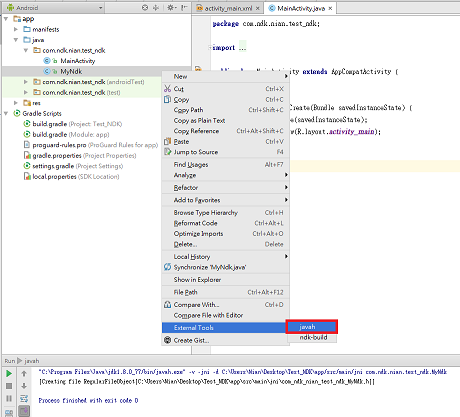 Android
activity_main.xml
MainActivity.java
app
manifests
java
com.ndk.nian.test_ndk
MainActivity
MyNdk
com.ndk.nian.test_ndk (androidTest)
com.ndk.nian.test_ndk (test)
res
Gradle Scripts
build.gradle (Project: Test_NDK)
build.gradle (Module: app)
proguard-rules.pro (ProGuard Rules for app)
gradle.properties (Project Properties)
settings.gradle (Project Settings)
local.properties (SDK Location)
package com.ndk.nian.test_ndk;
import ...
Activity extends AppCompatActivity {
Create(Bundle savedInstanceState) {
e(savedInstanceState);
w(R.layout.activity_main);
New
Cut Ctrl+X
Copy Ctrl+C
Copy Path Ctrl+Shift+C
Copy as Plain Text
Copy Reference Ctrl+Alt+Shift+C
Paste Ctrl+V
Jump to Source F4
Find Usages Alt+F7
Analyze
Refactor
Add to Favorites
Browse Type Hierarchy Ctrl+H
Reformat Code Ctrl+Alt+L
Optimize Imports Ctrl+Alt+O
Delete... Delete
Local History
Synchronize 'MyNdk.java'
Show in Explorer
File Path Ctrl+Alt+F12
Compare With... Ctrl+D
Compare File with Editor
External Tools
Create Gist...
javah
ndk-build
Run javah
"C:\Program Files\Java\jdk1.8.0_77/bin/javah.exe" -v -jni -d C:\Users\Nian\Desktop\Test_NDK\app/src/main/jni com.ndk.nian.test_ndk.MyNdk
[Creating file RegularFileObject[C:\Users\Nian\Desktop\Test_NDK\app\src\main\jni\com_ndk_nian_test_ndk_MyNdk.h]]
Process finished with exit code 0